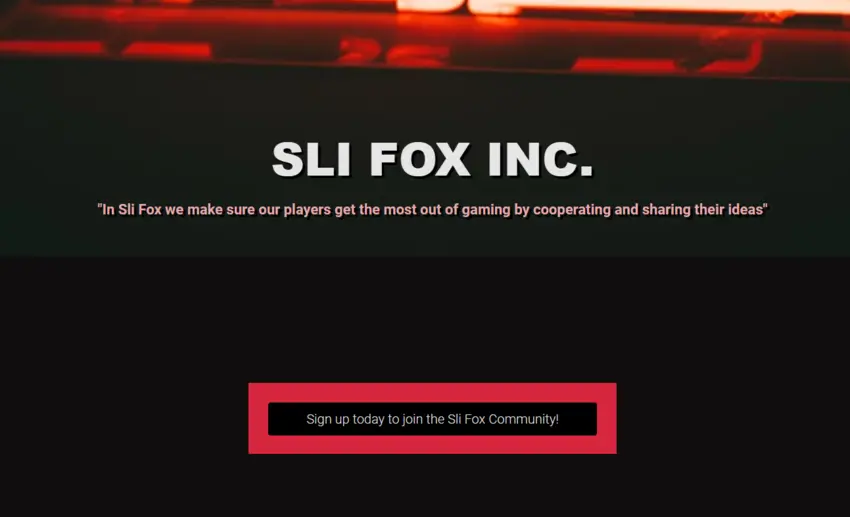 SLI FOX INC.
"In Sli Fox we make sure our players get the most out of gaming by cooperating and sharing their ideas"
Sign up today to join the Sli Fox Community!